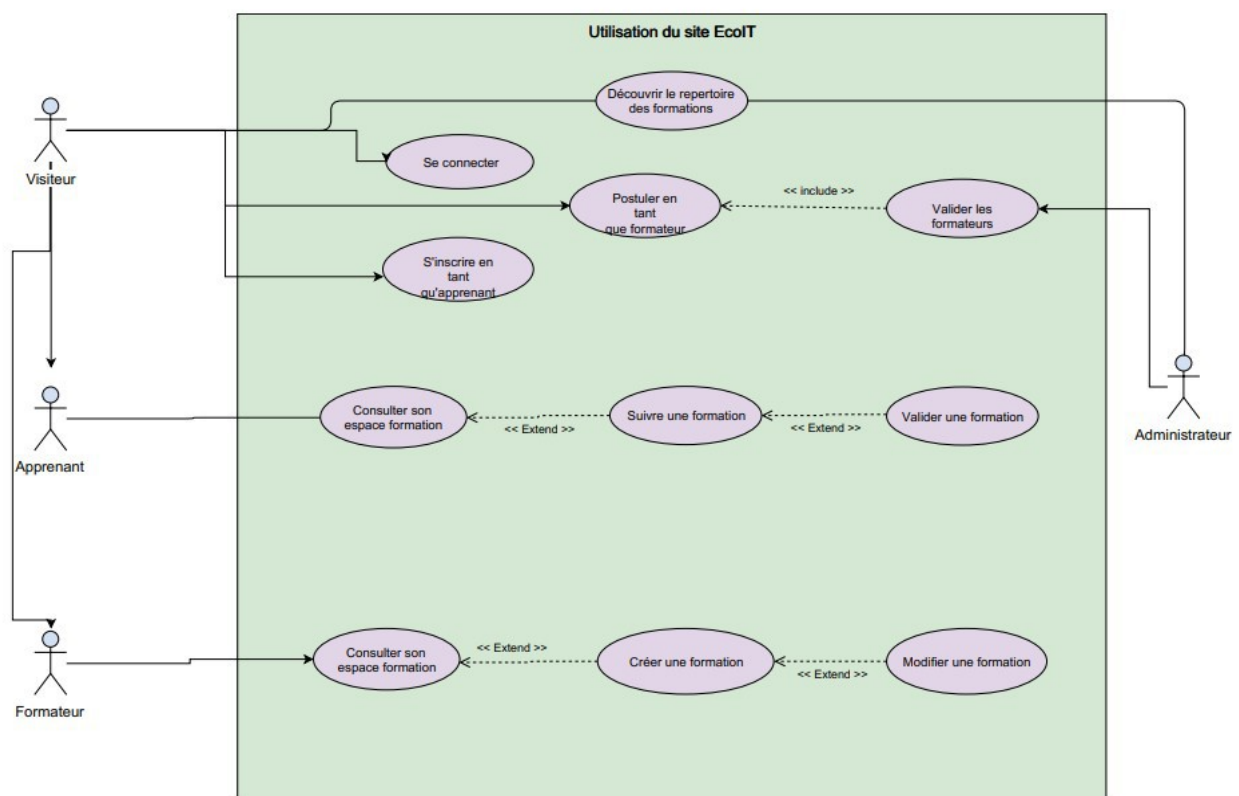 Utilisation du site EcoIT
Découvrir le repertoire
des formations
Visiteur
Se connecter
Postuler en
tant
que formateur
<< include >>
Valider les
formateurs
S'inscrire en
tant
qu'apprenant
Apprenant
Consulter son
espace formation
<< Extend >>
Suivre une formation
<< Extend >>
Valider une formation
Administrateur
Formateur
Consulter son
espace formation
<< Extend >>
Créer une formation
<< Extend >>
Modifier une formation